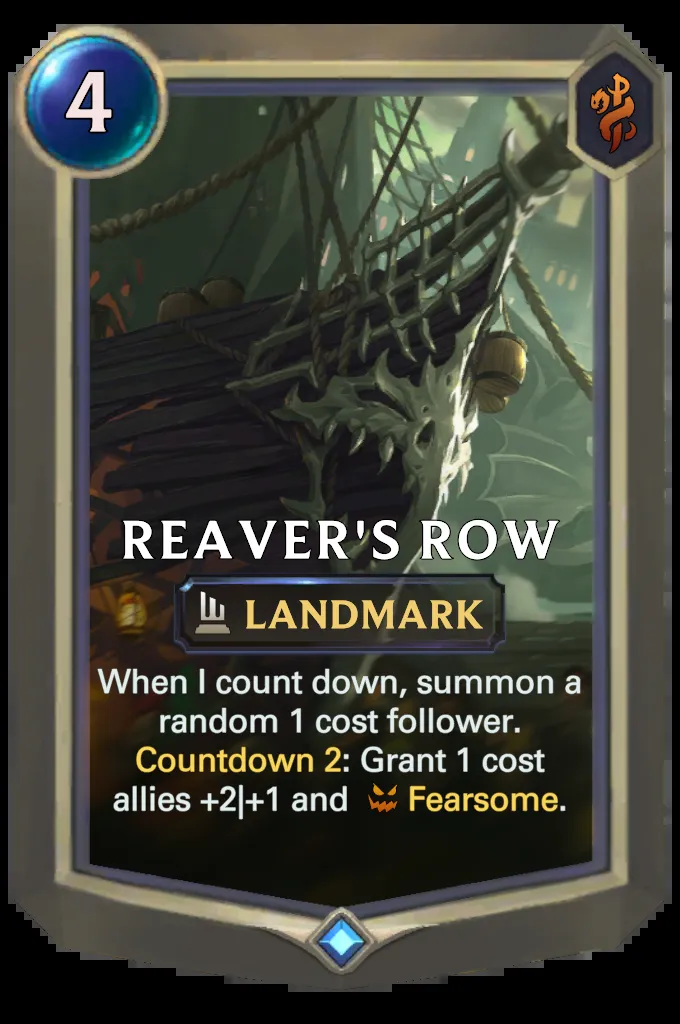 4
REAVER'S ROW
LANDMARK
When I count down, summon a
random 1 cost follower.
Countdown 2: Grant 1 cost
allies +2|+1 and Fearsome.